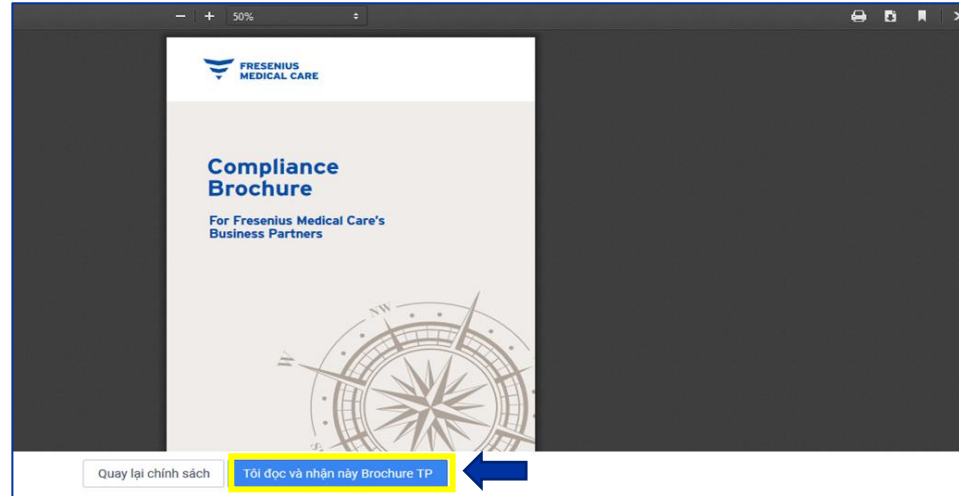 50%
FRESENIUS
MEDICAL CARE
Compliance
Brochure
For Fresenius Medical Care's
Business Partners
NW
W
Quay lại chính sách
Tôi đọc và nhận này Brochure TP